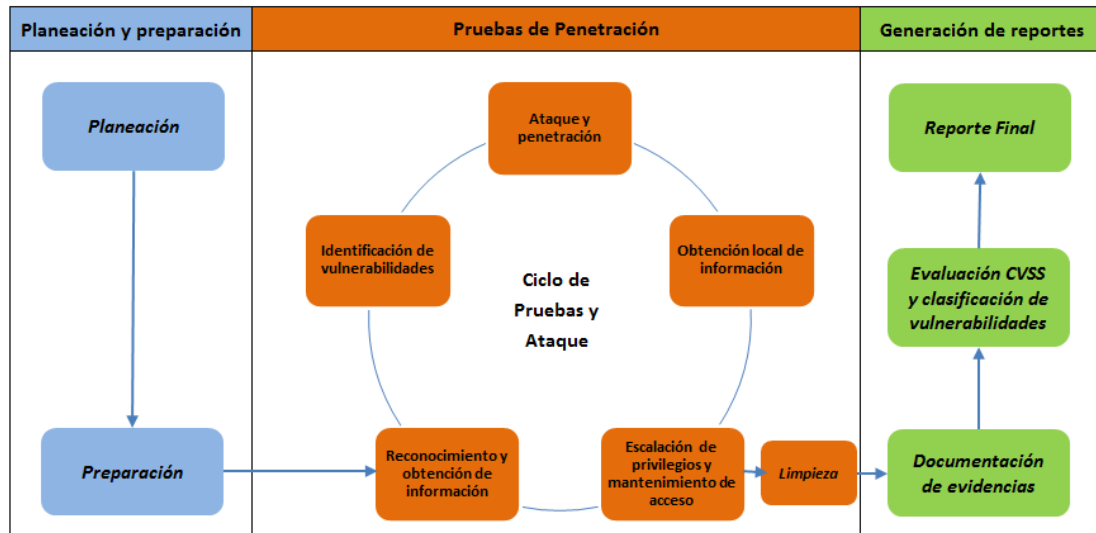 Planeación y preparación
Pruebas de Penetración
Generación de reportes
Planeación
Preparación
Ataque y
penetración
Identificación de
vulnerabilidades
Obtención local de
información
Ciclo de
Pruebas y
Ataque
Reconocimiento y
obtención de
información
Escalación de
privilegios y
mantenimiento de
acceso
Limpieza
Reporte Final
Evaluación CVSS
y clasificación de
vulnerabilidades
Documentación
de evidencias